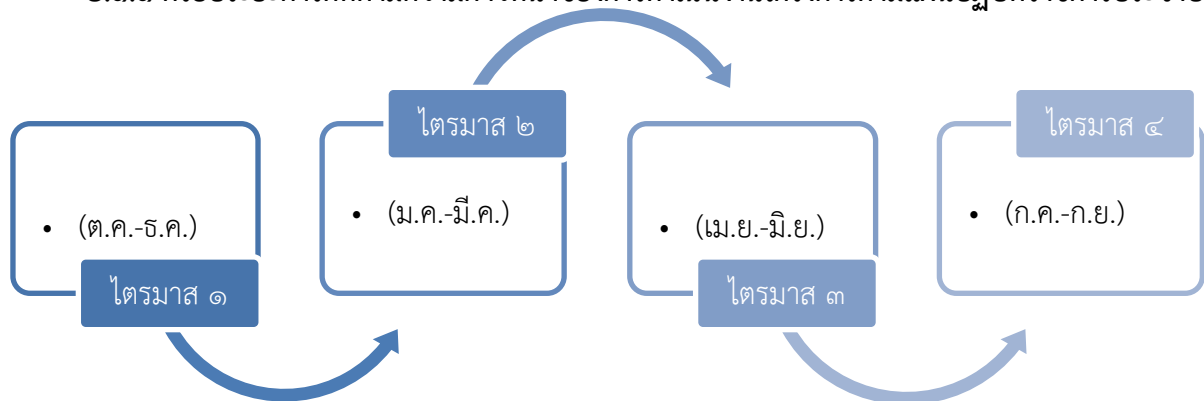 ไตรมาส ๒
ไตรมาส ๔
• (ต.ค.-ธ.ค.)
• (ม.ค.-มี.ค.)
• (เม.ย.-มิ.ย.)
• (ก.ค.-ก.ย.)
ไตรมาส ๑
ไตรมาส ๓